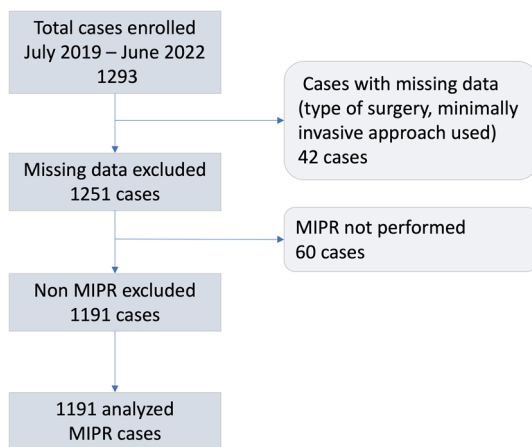 Total cases enrolled
July 2019 – June 2022
1293
Cases with missing data
(type of surgery, minimally
invasive approach used)
42 cases
Missing data excluded
1251 cases
MIPR not performed
60 cases
Non MIPR excluded
1191 cases
1191 analyzed
MIPR cases